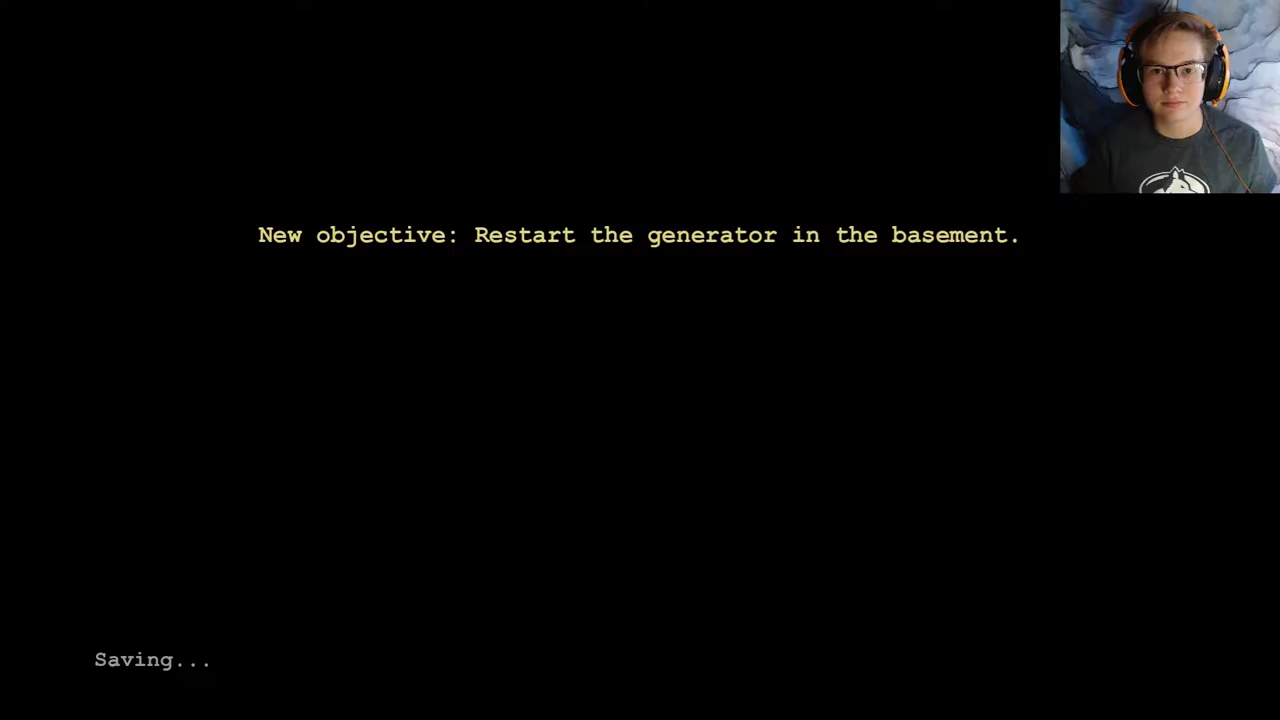 New objective: Restart the generator in the basement.
Saving...